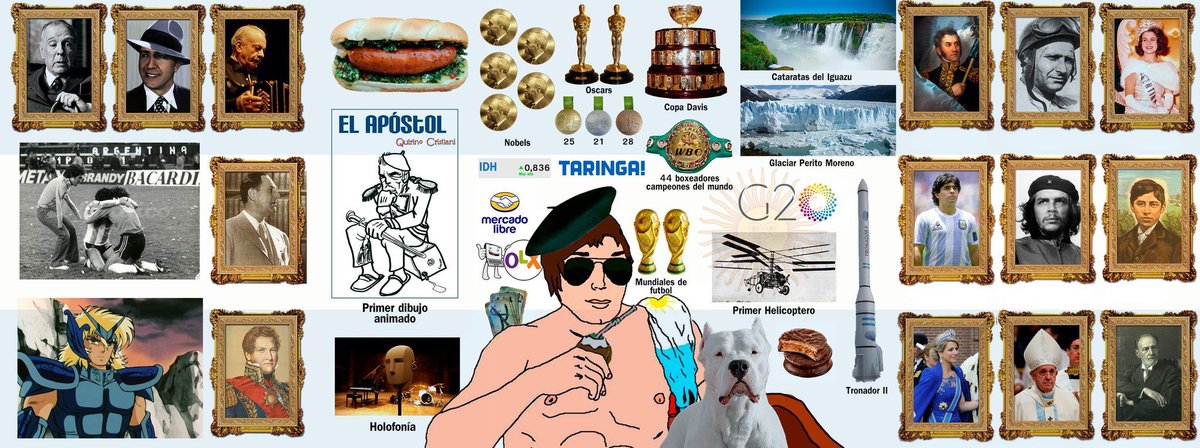 ARGENTINA
BRANDY BACARDI
EL APÓSTOL
Quirino Cristiani
Primer dibujo
animado
Holofonía
Nobels
Oscars
25
21
28
Copa Davis
IDH
0,836
TARINGA!
WBC
44 boxeadores
campeones del mundo
mercado
libre
OLX
Mundiales de
futbol
Cataratas del Iguazu
Glaciar Perito Moreno
G20
Primer Helicoptero
TRONADOR II
Tronador II